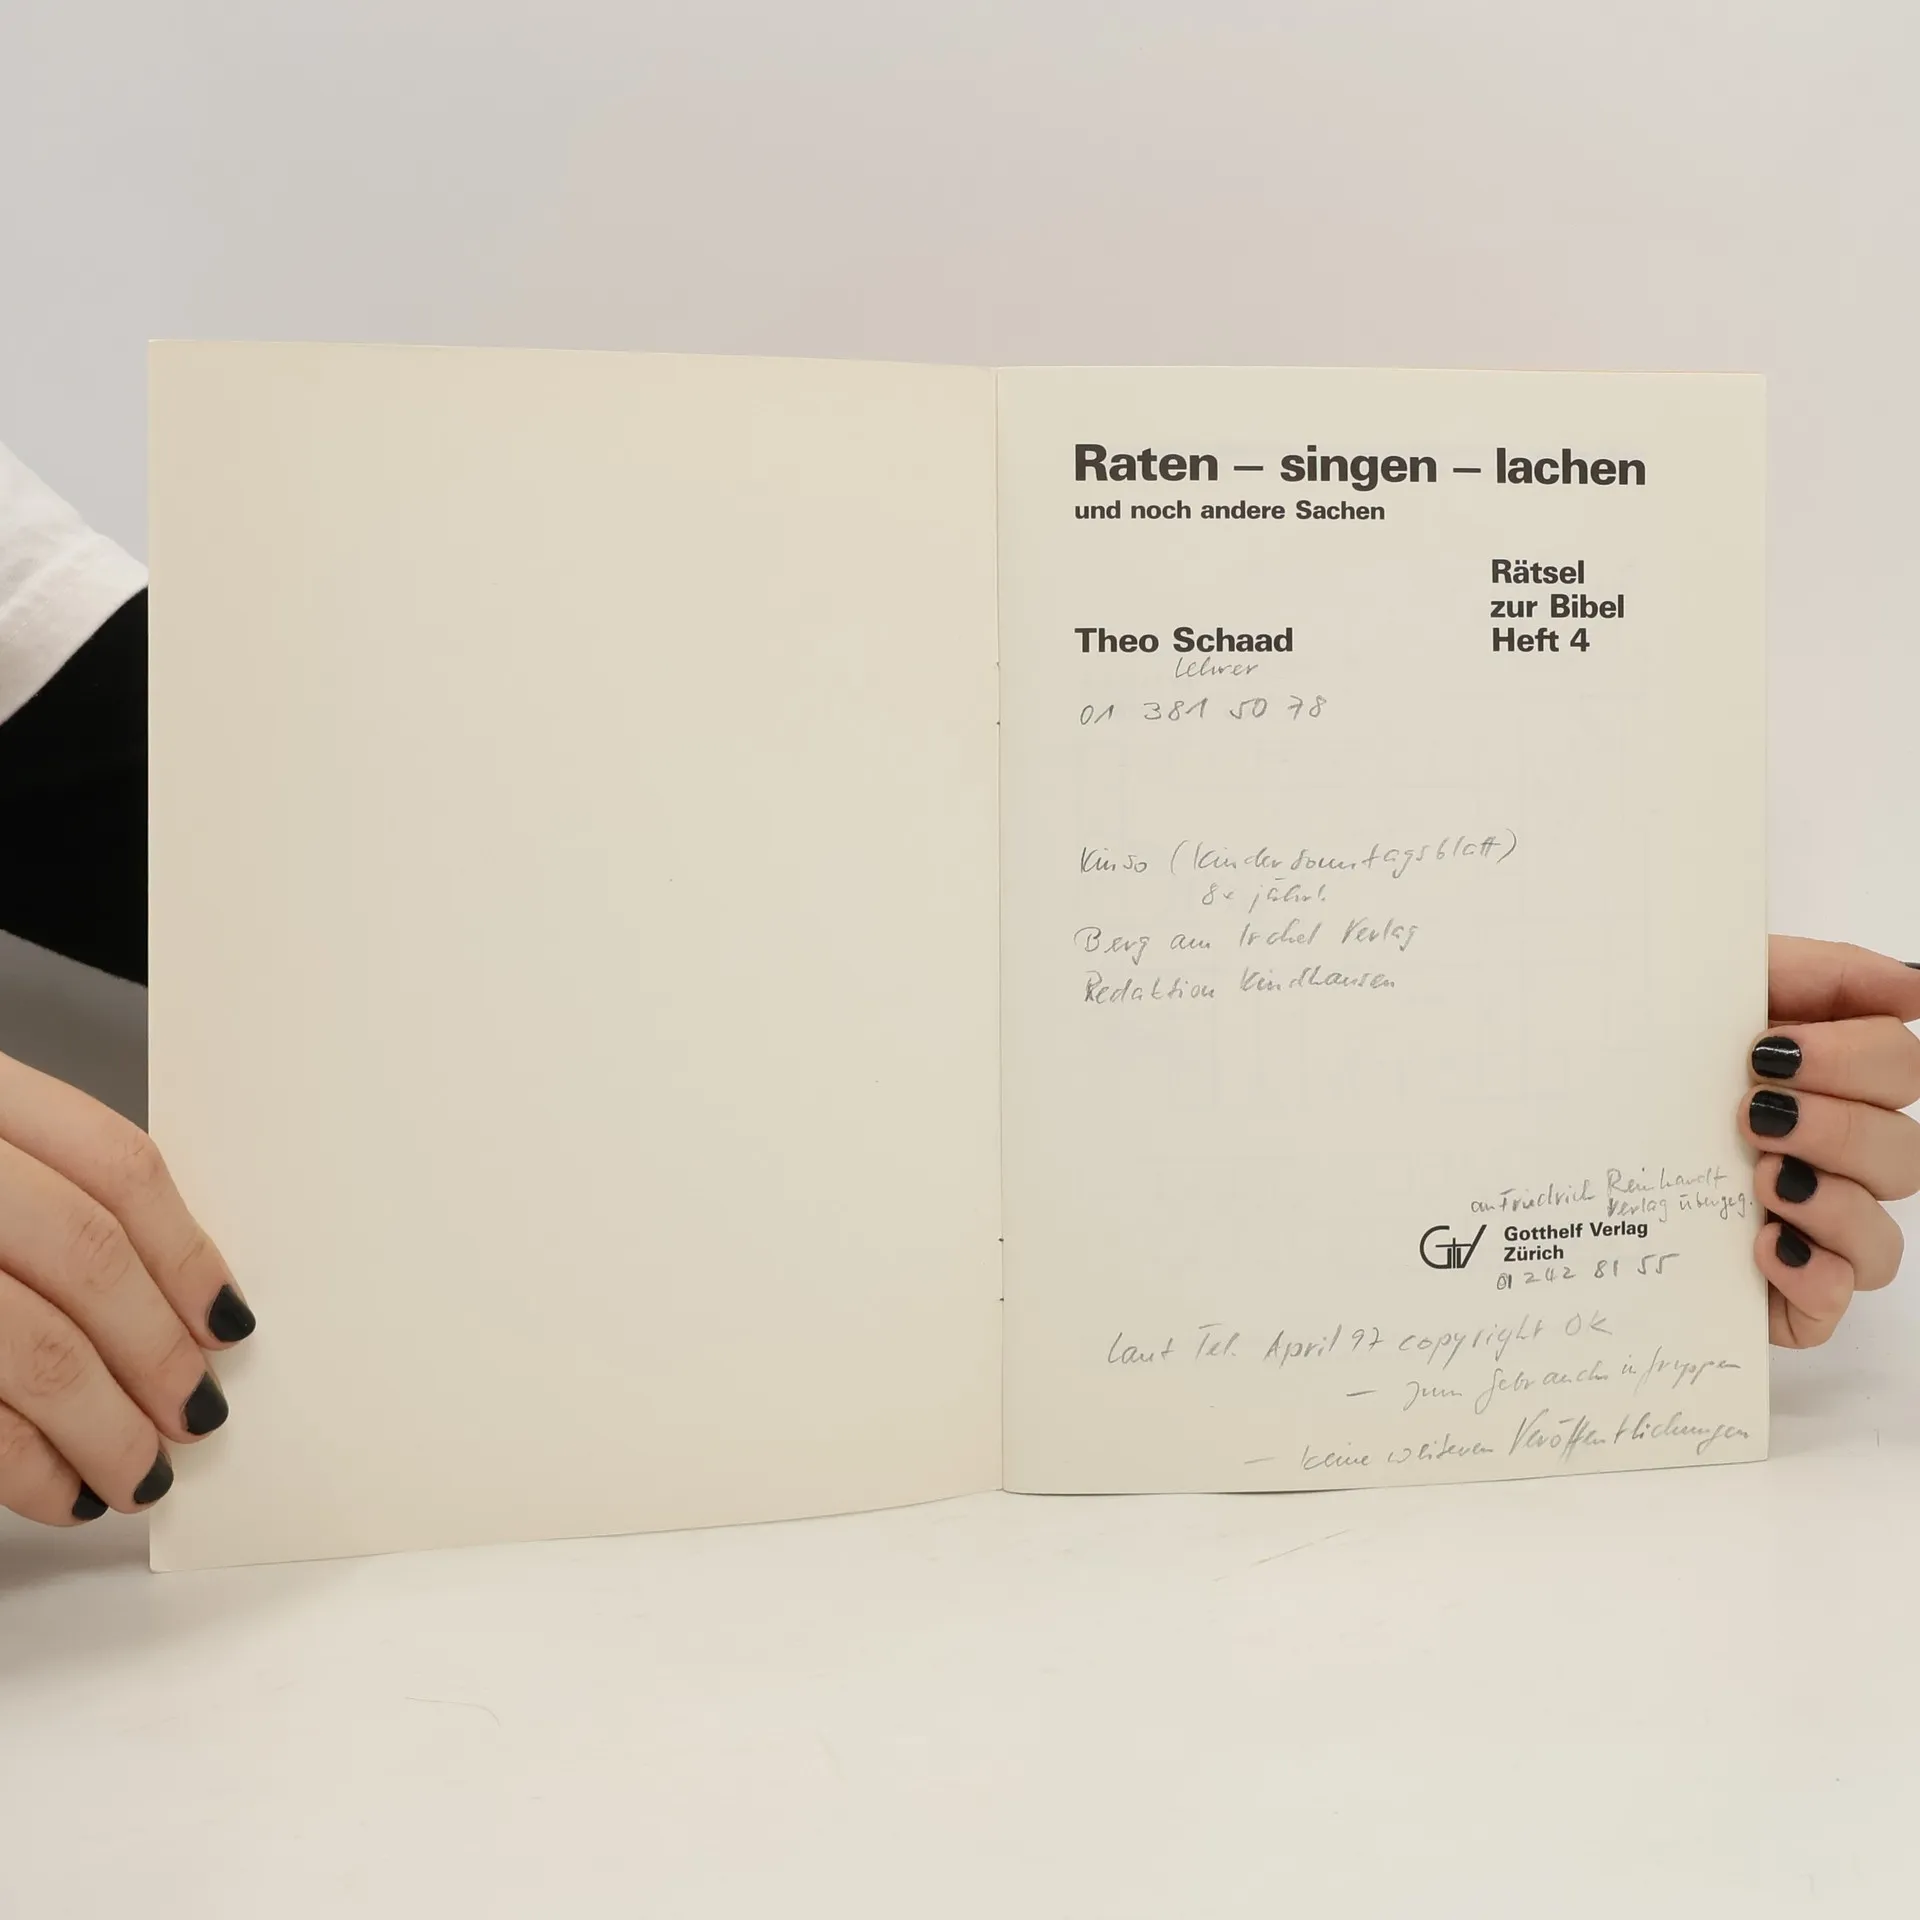 Raten – singen – lachen
und noch andere Sachen
Rätsel
zur Bibel
Theo Schaad Heft 4
Lehrer
01 381 50 78
Kinso (Kindersonntagsblatt)
8x jährl.
Berg am Irchel Verlag
Redaktion Kindhausen
an Friedrich Reinhardt
Verlag übergeg.
GtV Gotthelf Verlag
Zürich
01 242 81 55
Laut Tel. April 97 copyright OK
— zum Gebrauch in Gruppen
— keine weiteren Veröffentlichungen